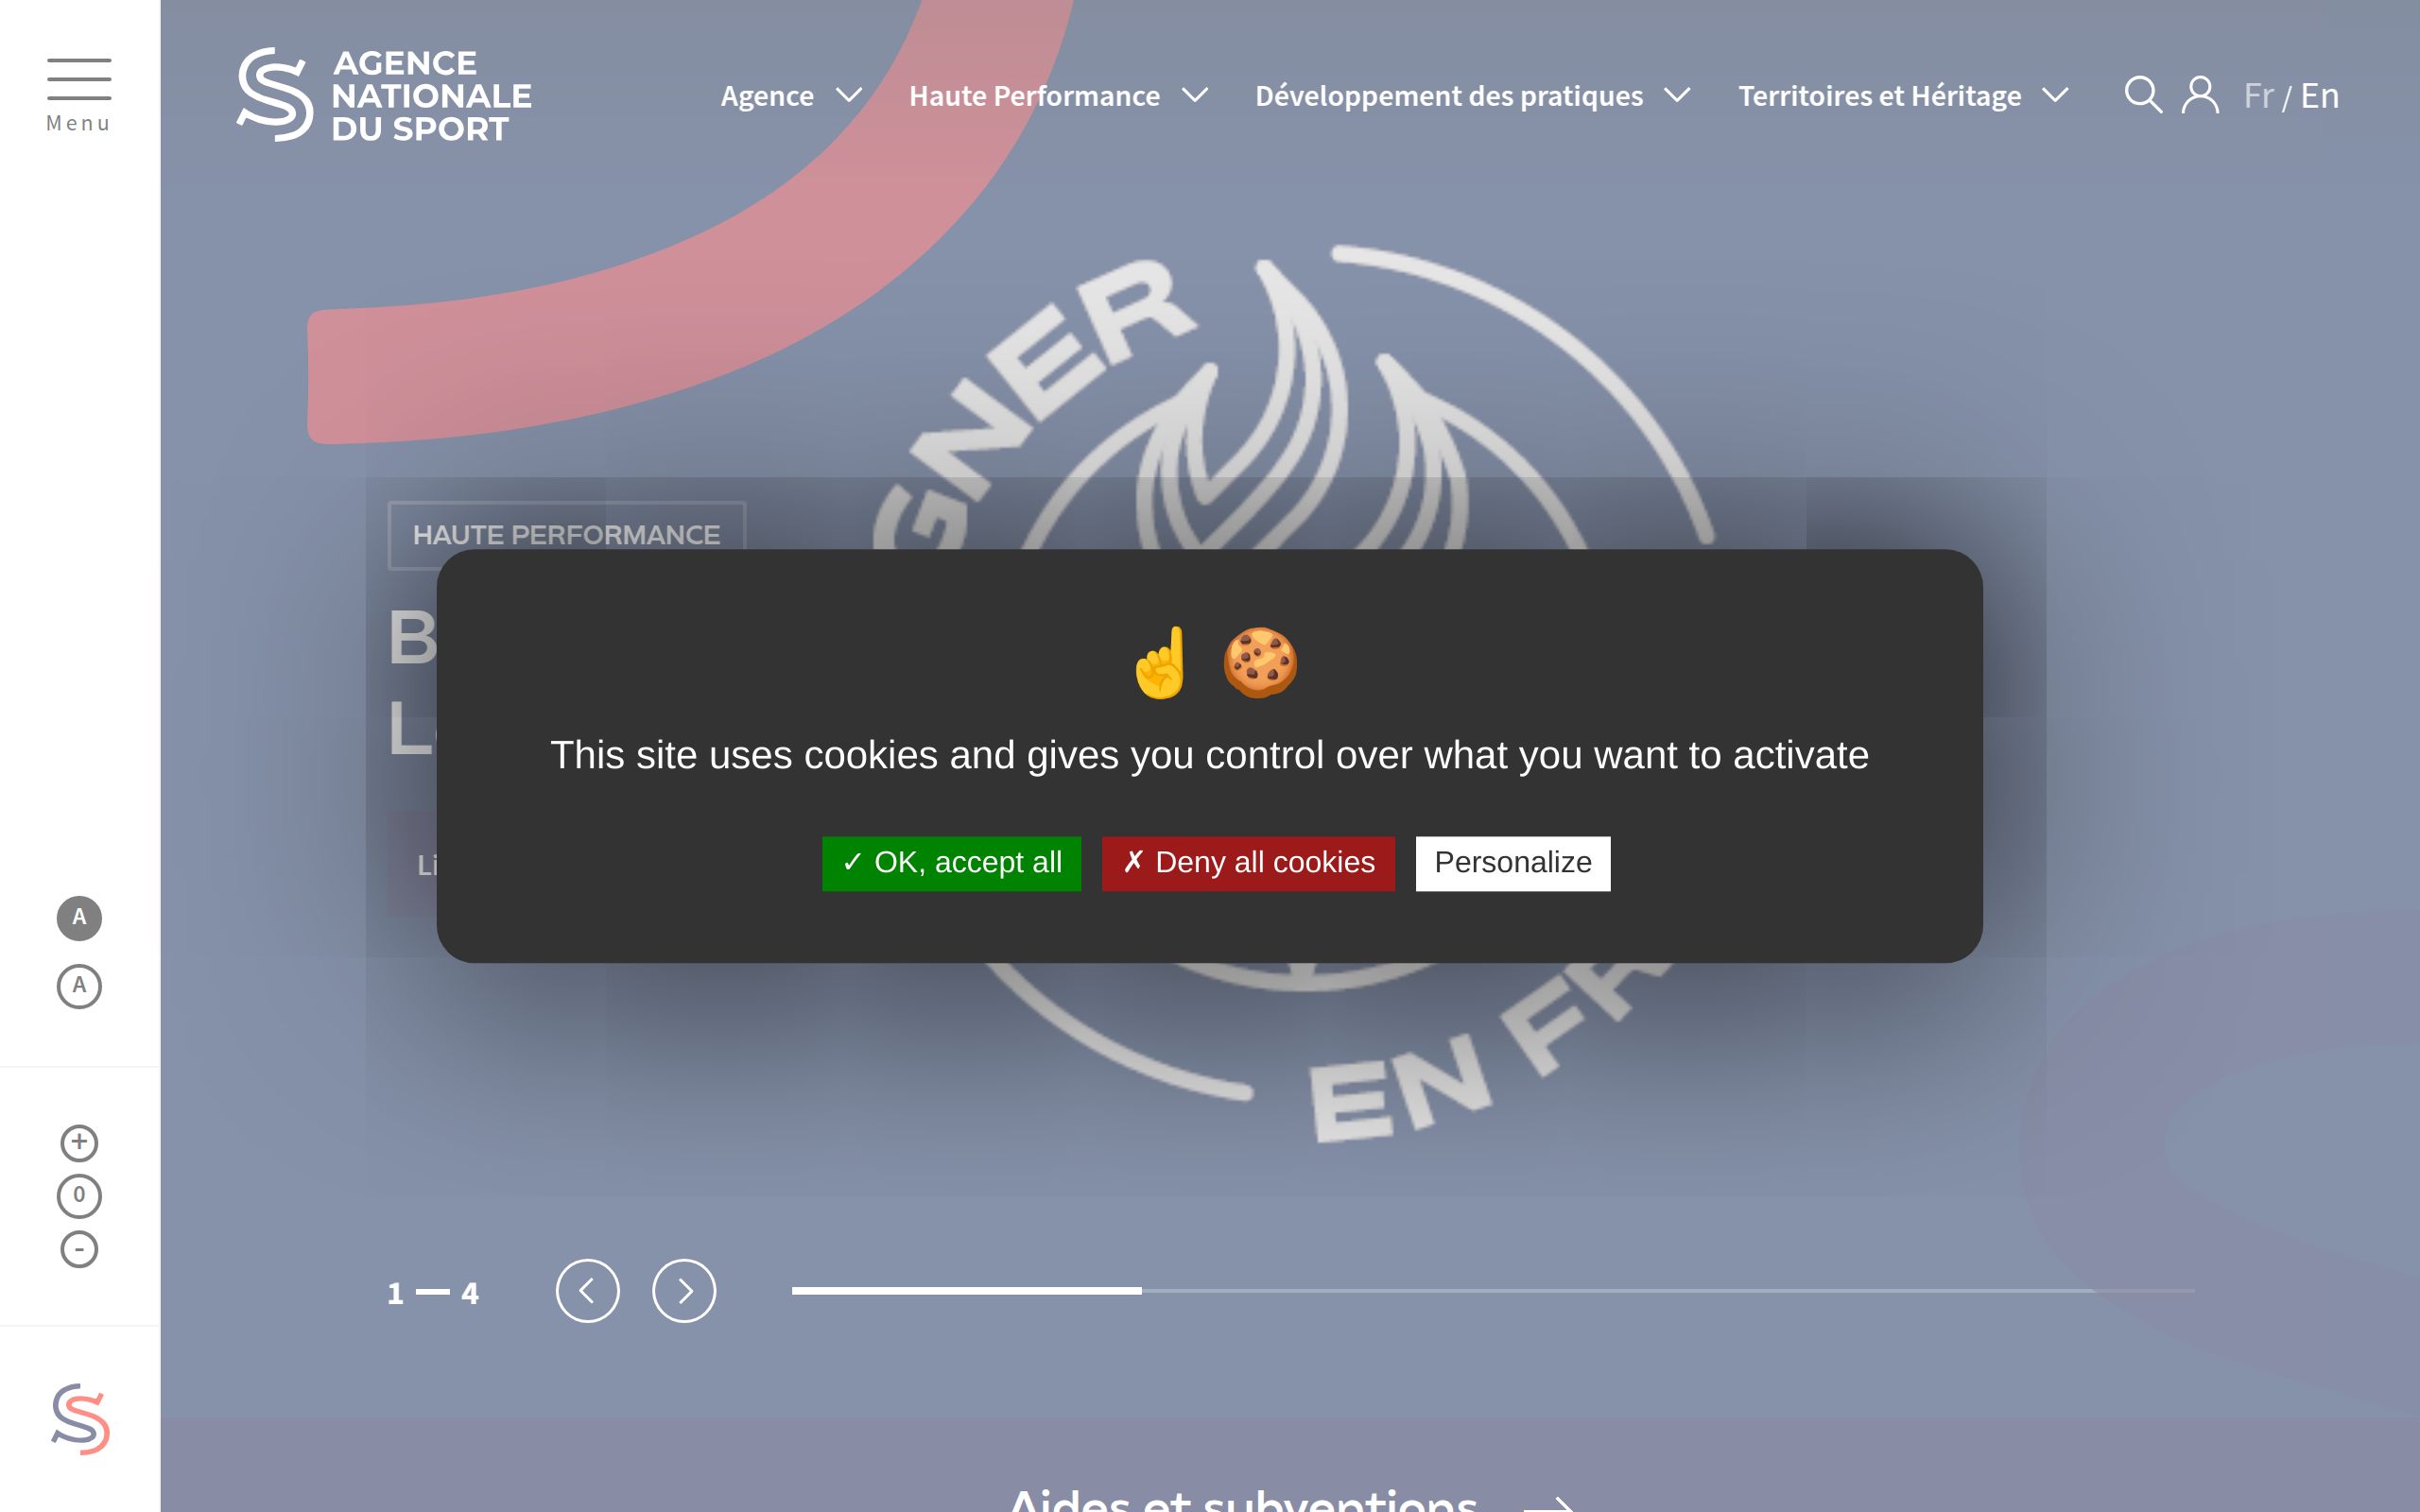 Menu
AGENCE
NATIONALE
DU SPORT
Agence
Haute Performance
Développement des pratiques
Territoires et Héritage
Fr / En
GNER
HAUTE PERFORMANCE
B
L
Li
☝️ 🍪
This site uses cookies and gives you control over what you want to activate
✓ OK, accept all
✗ Deny all cookies
Personalize
EN FR
A
A
+
0
-
1 — 4
Aides et subventions